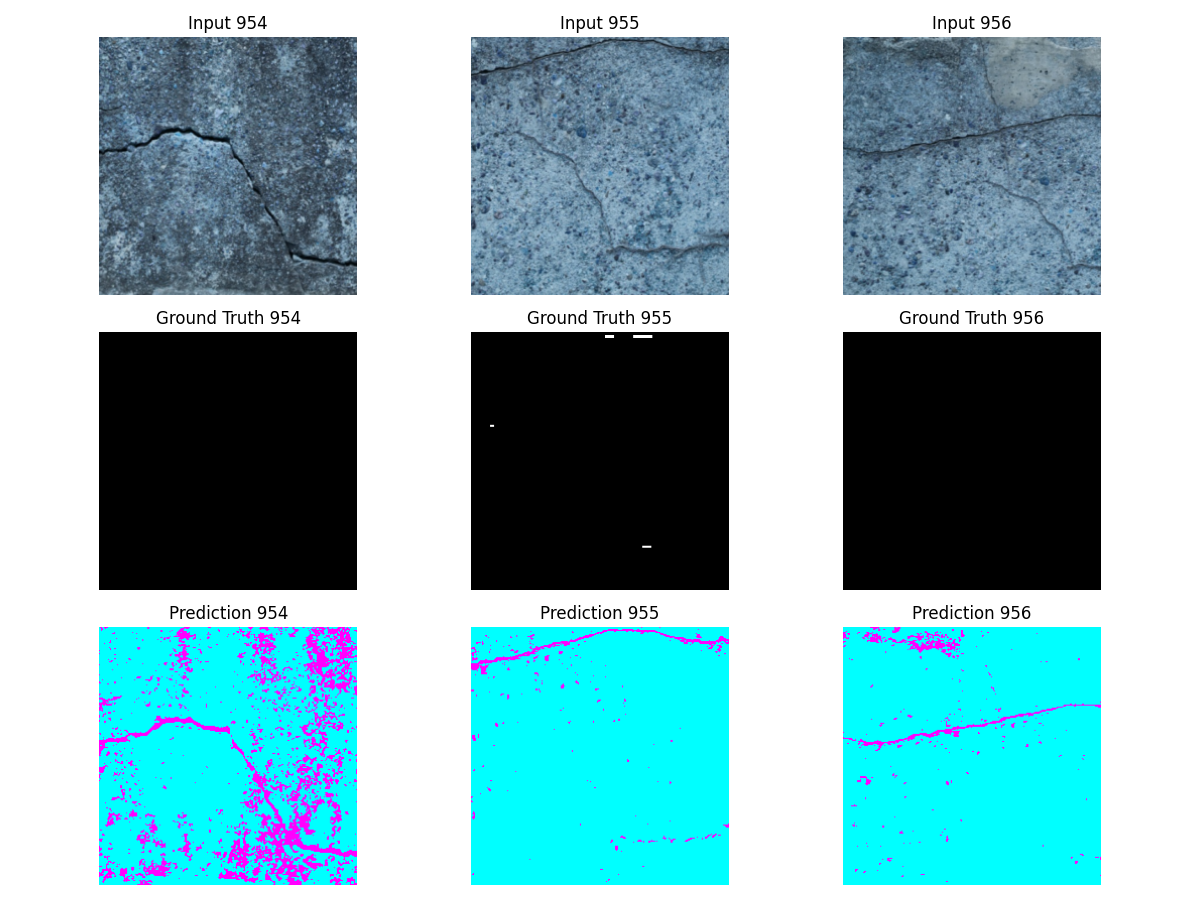 Input 954
Input 955
Input 956
Ground Truth 954
Ground Truth 955
Ground Truth 956
Prediction 954
Prediction 955
Prediction 956